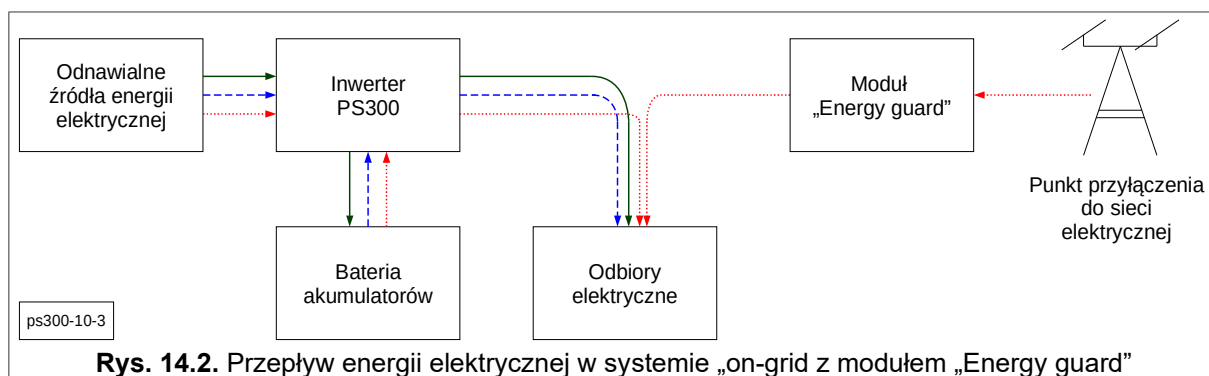 Odnawialne
źródła energii
elektrycznej
Inwerter
PS300
Moduł
„Energy guard”
Punkt przyłączenia
do sieci
elektrycznej
Bateria
akumulatorów
Odbiory
elektryczne
ps300-10-3
Rys. 14.2. Przepływ energii elektrycznej w systemie „on-grid z modułem „Energy guard”